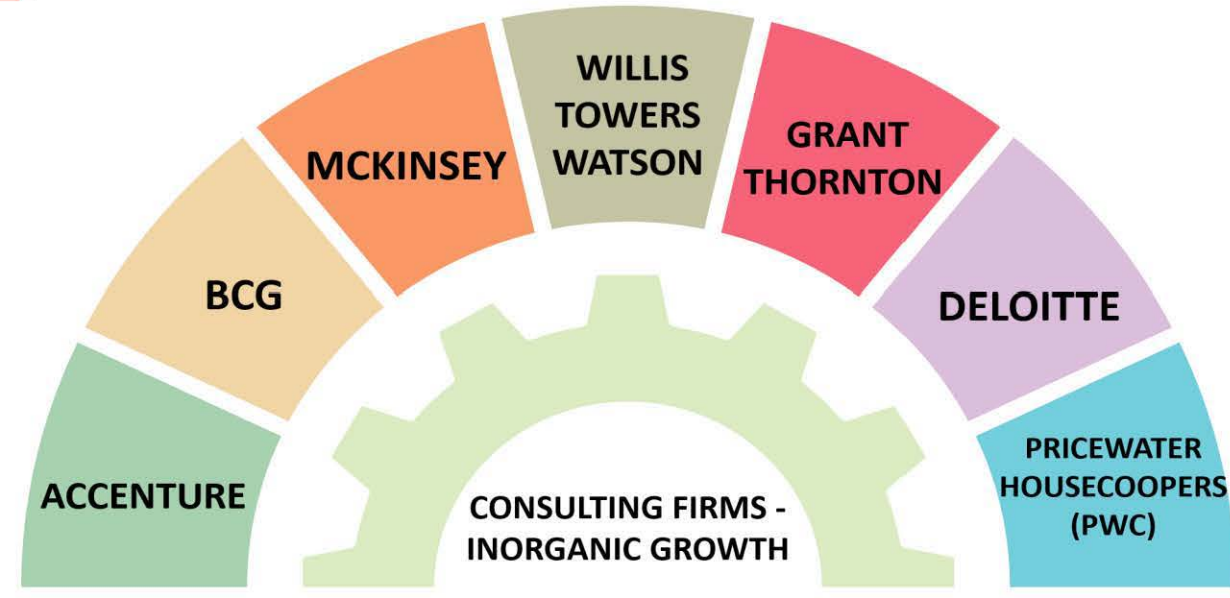 ACCENTURE
BCG
MCKINSEY
WILLIS
TOWERS
WATSON
GRANT
THORNTON
DELOITTE
PRICEWATER
HOUSECOOPERS
(PWC)
CONSULTING FIRMS -
INORGANIC GROWTH